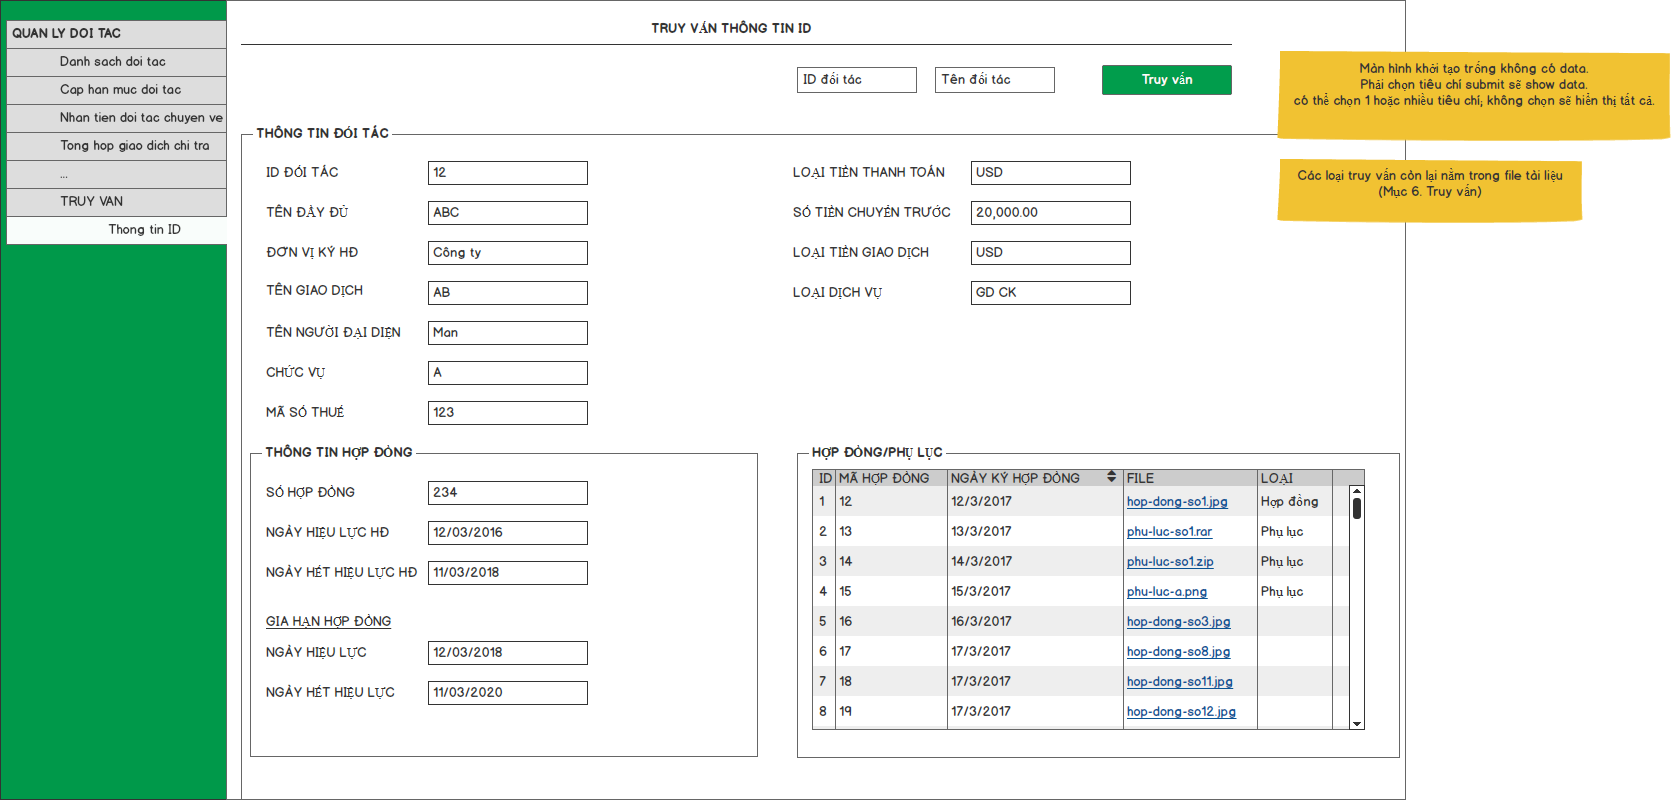 QUAN LY DOI TAC
Danh sach doi tac
Cap han muc doi tac
Nhan tien doi tac chuyen ve
Tong hop giao dich chi tra
...
TRUY VAN
Thong tin ID
TRUY VẤN THÔNG TIN ID
ID đối tác
Tên đối tác
Truy vấn
Màn hình khởi tạo trống không có data.
Phải chọn tiêu chí submit sẽ show data.
có thể chọn 1 hoặc nhiều tiêu chí; không chọn sẽ hiển thị tất cả.
Các loại truy vấn còn lại nằm trong file tài liệu
(Mục 6. Truy vấn)
THÔNG TIN ĐỐI TÁC
ID ĐỐI TÁC 12
TÊN ĐẦY ĐỦ ABC
ĐƠN VỊ KÝ HĐ Công ty
TÊN GIAO DỊCH AB
TÊN NGƯỜI ĐẠI DIỆN Man
CHỨC VỤ A
MÃ SỐ THUẾ 123
LOẠI TIỀN THANH TOÁN USD
SỐ TIỀN CHUYỂN TRƯỚC 20,000.00
LOẠI TIỀN GIAO DỊCH USD
LOẠI DỊCH VỤ GD CK
THÔNG TIN HỢP ĐỒNG
SỐ HỢP ĐỒNG 234
NGÀY HIỆU LỰC HĐ 12/03/2016
NGÀY HẾT HIỆU LỰC HĐ 11/03/2018
GIA HẠN HỢP ĐỒNG
NGÀY HIỆU LỰC 12/03/2018
NGÀY HẾT HIỆU LỰC 11/03/2020
HỢP ĐỒNG/PHỤ LỤC
ID MÃ HỢP ĐỒNG NGÀY KÝ HỢP ĐỒNG FILE LOẠI
1 12 12/3/2017 hop-dong-so1.jpg Hợp đồng
2 13 13/3/2017 phu-luc-so1.rar Phụ lục
3 14 14/3/2017 phu-luc-so1.zip Phụ lục
4 15 15/3/2017 phu-luc-a.png Phụ lục
5 16 16/3/2017 hop-dong-so3.jpg
6 17 17/3/2017 hop-dong-so8.jpg
7 18 17/3/2017 hop-dong-so11.jpg
8 19 17/3/2017 hop-dong-so12.jpg